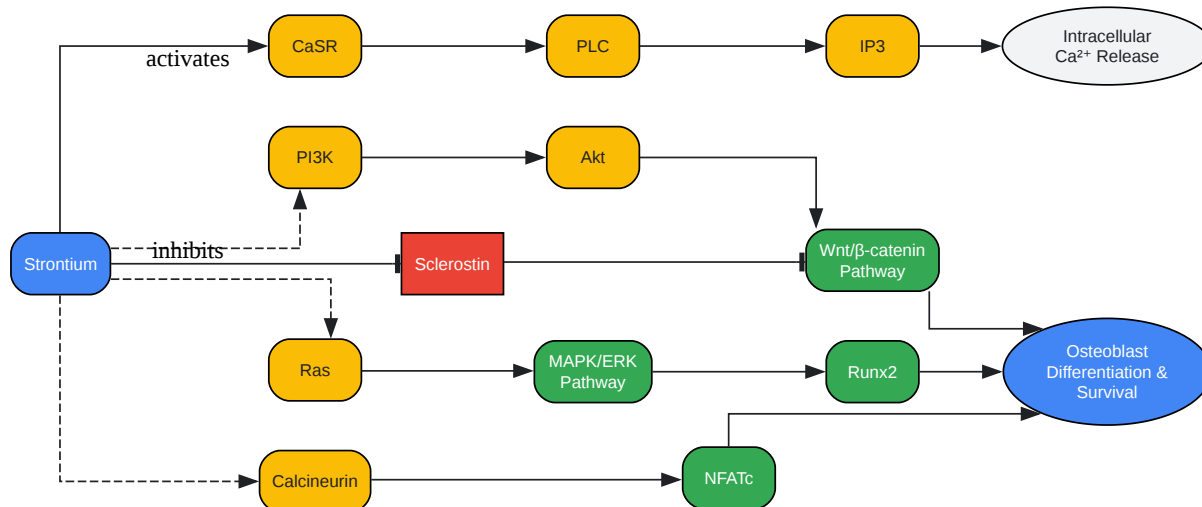 CaSR
PLC
IP3
Intracellular
Ca²⁺ Release
activates
PI3K
Akt
Strontium
inhibits
Sclerostin
Wnt/β-catenin
Pathway
Ras
MAPK/ERK
Pathway
Runx2
Osteoblast
Differentiation &
Survival
Calcineurin
NFATc